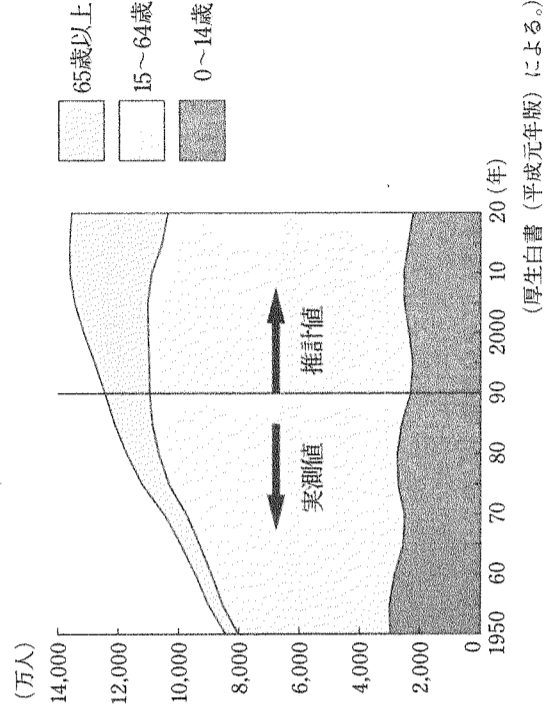 (万人)
14,000
12,000
10,000
8,000
6,000
4,000
2,000
0
1950 60 70 80 90 2000 10 20 (年)
実測値
推計値
65歳以上
15～64歳
0～14歳
(厚生白書 (平成元年版) による。)